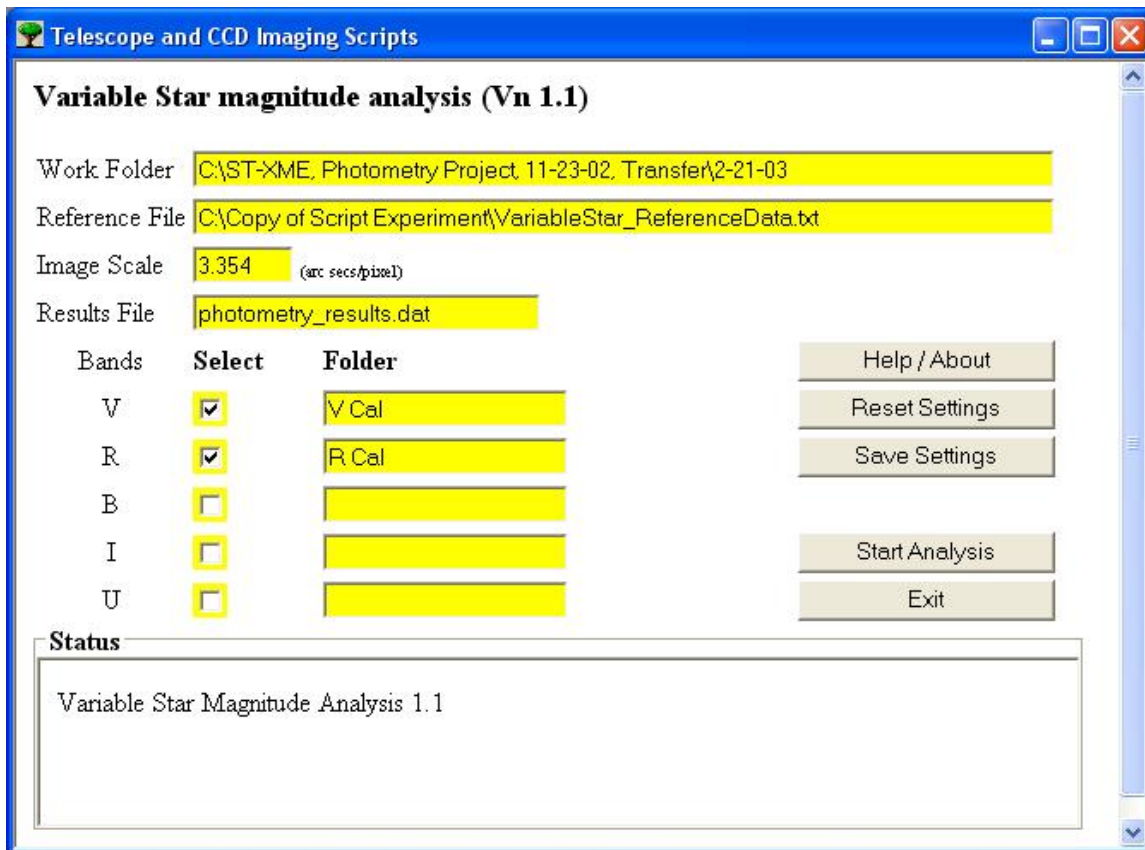 Telescope and CCD Imaging Scripts
Variable Star magnitude analysis (Vn 1.1)
Work Folder C:\ST-XME, Photometry Project, 11-23-02, Transfer\2-21-03
Reference File C:\Copy of Script Experiment\VariableStar_ReferenceData.txt
Image Scale 3.354 (arc secs/pixel)
Results File photometry_results.dat
Bands Select Folder Help / About
V V Cal Reset Settings
R R Cal Save Settings
B
I Start Analysis
U Exit
Status
Variable Star Magnitude Analysis 1.1